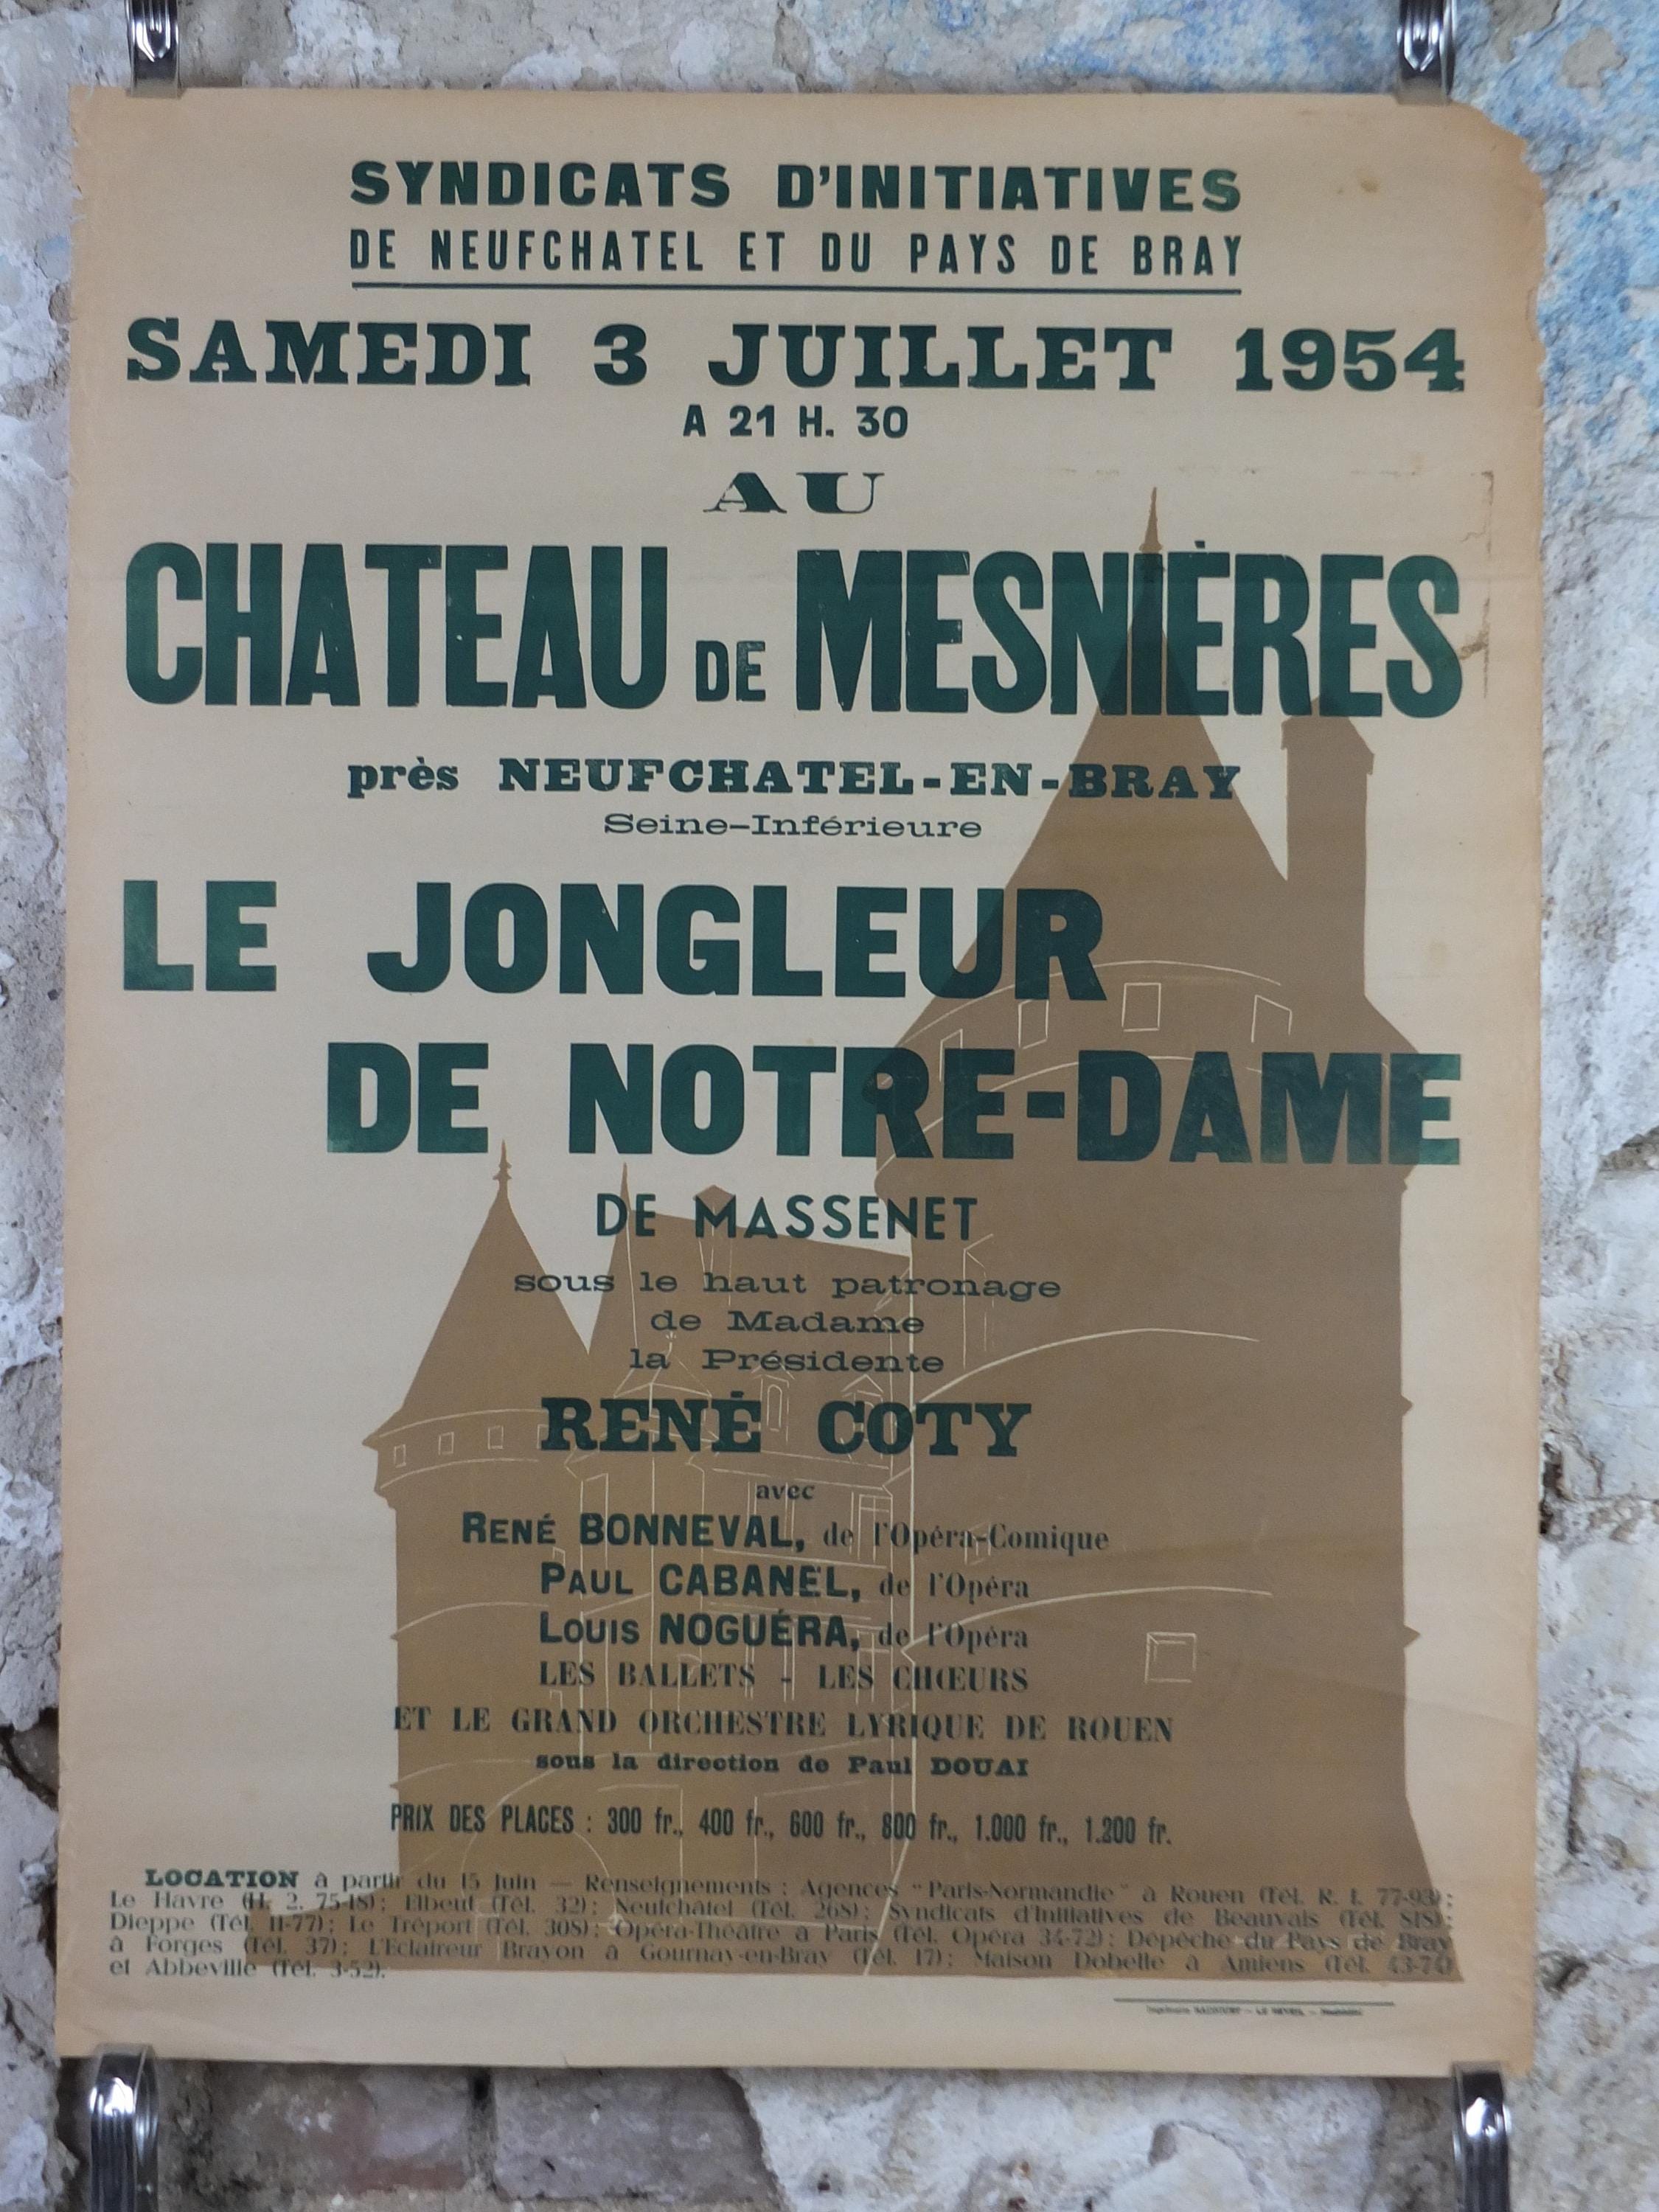 SYNDICATS D'INITIATIVES
DE NEUFCHATEL ET DU PAYS DE BRAY
SAMEDI 3 JUILLET 1954
A 21 H. 30
AU
CHATEAU DE MESNIÈRES
près NEUFCHATEL-EN-BRAY
Seine-Inférieure
LE JONGLEUR
DE NOTRE-DAME
DE MASSENET
sous le haut patronage
de Madame
la Présidente
RENÉ COTY
avec
RENÉ BONNEVAL, de l'Opéra-Comique
PAUL CABANEL, de l'Opéra
LOUIS NOGUÉRA, de l'Opéra
LES BALLETS - LES CHŒURS
ET LE GRAND ORCHESTRE LYRIQUE DE ROUEN
sous la direction de Paul DOUAI
PRIX DES PLACES : 300 fr., 400 fr., 600 fr., 800 fr., 1.000 fr., 1.200 fr.
LOCATION à partir du 15 Juin — Renseignements : Agences "Paris-Normandie" à Rouen (Tél. R. I. 77-93) ;
Le Havre (H. 2. 75-18) ; Elbeuf (Tél. 32) ; Neufchâtel (Tél. 268) ; Syndicats d'Initiatives de Beauvais (Tél. 818) ;
Dieppe (Tél. 11-77) ; Le Tréport (Tél. 308) ; Opéra-Théâtre à Paris (Tél. Opéra 34-72) ; Dépêche du Pays de Bray
à Forges (Tél. 37) ; L'Eclaireur Brayon à Gournay-en-Bray (Tél. 17) ; Maison Dobelle à Amiens (Tél. 43-74)
et Abbeville (Tél. 3-52).
Imprimerie